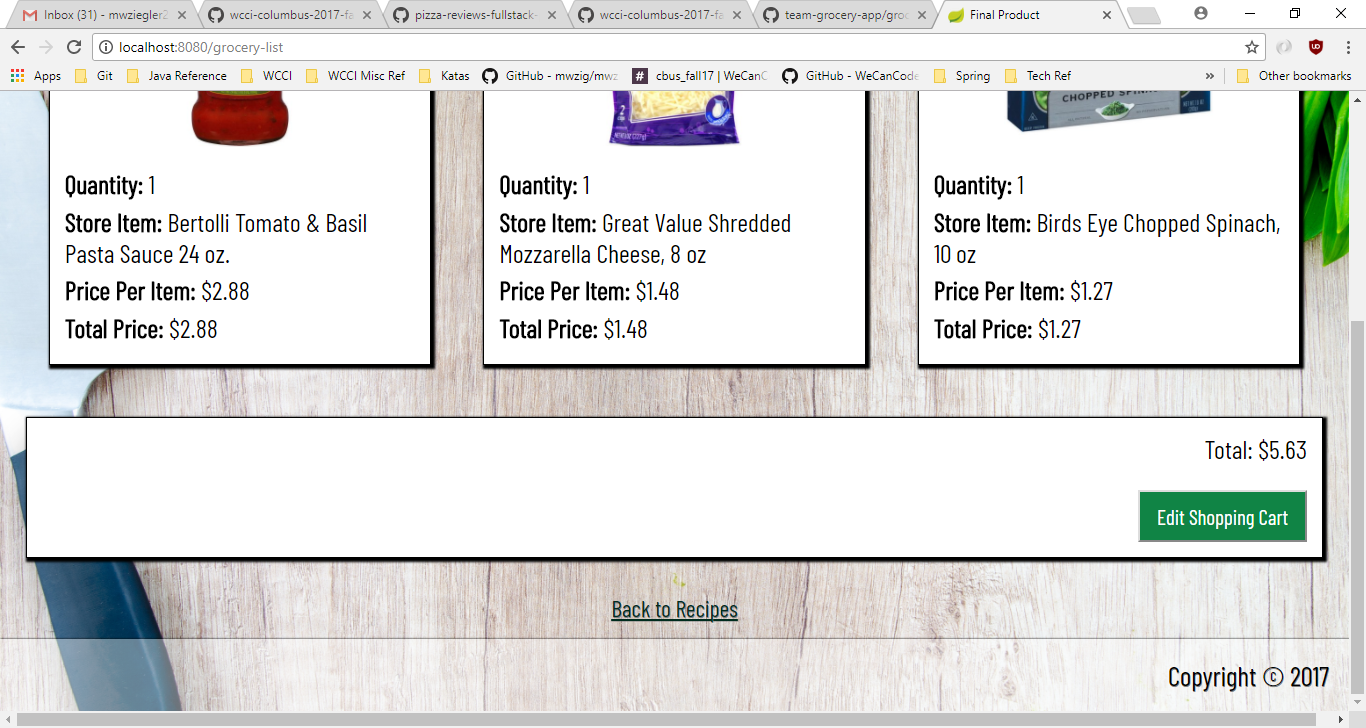 Inbox (31) - mwziegler2
wcci-columbus-2017-fa
pizza-reviews-fullstack-
wcci-columbus-2017-fa
team-grocery-app/groc
Final Product
localhost:8080/grocery-list
Apps
Git
Java Reference
WCCI
WCCI Misc Ref
Katas
GitHub - mwzig/mwz
cbus_fall17 | WeCanC
GitHub - WeCanCode
Spring
Tech Ref
»
Other bookmarks
2
NET WT 8 OZ (227g)
CHOPPED SPINACH
Quantity: 1
Store Item: Bertolli Tomato & Basil
Pasta Sauce 24 oz.
Price Per Item: $2.88
Total Price: $2.88
Quantity: 1
Store Item: Great Value Shredded
Mozzarella Cheese, 8 oz
Price Per Item: $1.48
Total Price: $1.48
Quantity: 1
Store Item: Birds Eye Chopped Spinach,
10 oz
Price Per Item: $1.27
Total Price: $1.27
Total: $5.63
Edit Shopping Cart
Back to Recipes
Copyright © 2017